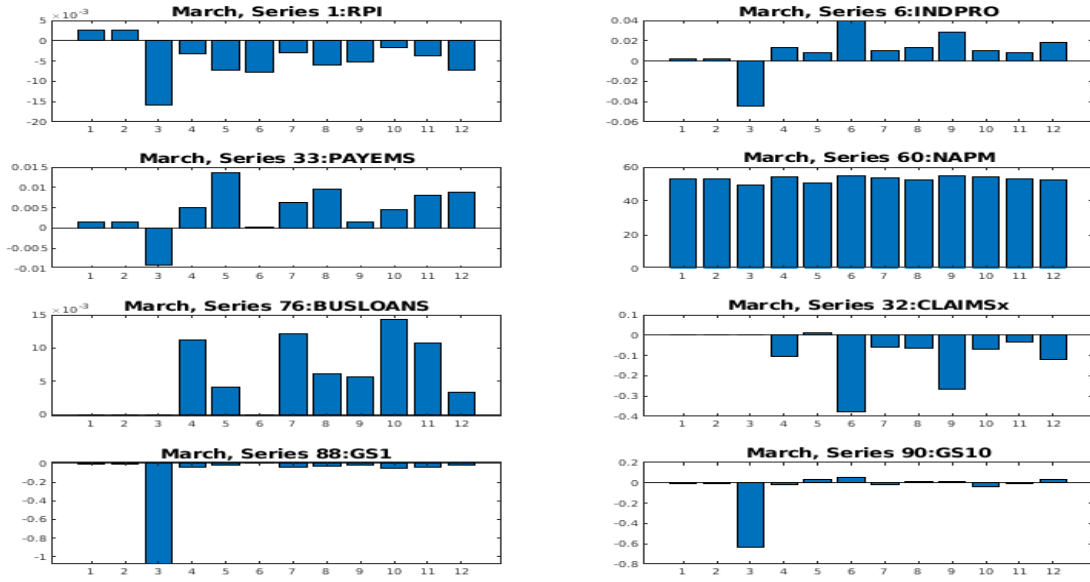 March, Series 1:RPI
×10⁻³
5
0
-5
-10
-15
-20
1 2 3 4 5 6 7 8 9 10 11 12
March, Series 6:INDPRO
0.04
0.02
0
-0.02
-0.04
-0.06
1 2 3 4 5 6 7 8 9 10 11 12
March, Series 33:PAYEMS
0.015
0.01
0.005
0
-0.005
-0.01
1 2 3 4 5 6 7 8 9 10 11 12
March, Series 60:NAPM
60
40
20
0
1 2 3 4 5 6 7 8 9 10 11 12
March, Series 76:BUSLOANS
×10⁻³
15
10
5
0
1 2 3 4 5 6 7 8 9 10 11 12
March, Series 32:CLAIMSx
0.1
0
-0.1
-0.2
-0.3
-0.4
1 2 3 4 5 6 7 8 9 10 11 12
March, Series 88:GS1
0
-0.2
-0.4
-0.6
-0.8
-1
1 2 3 4 5 6 7 8 9 10 11 12
March, Series 90:GS10
0.2
0
-0.2
-0.4
-0.6
-0.8
1 2 3 4 5 6 7 8 9 10 11 12